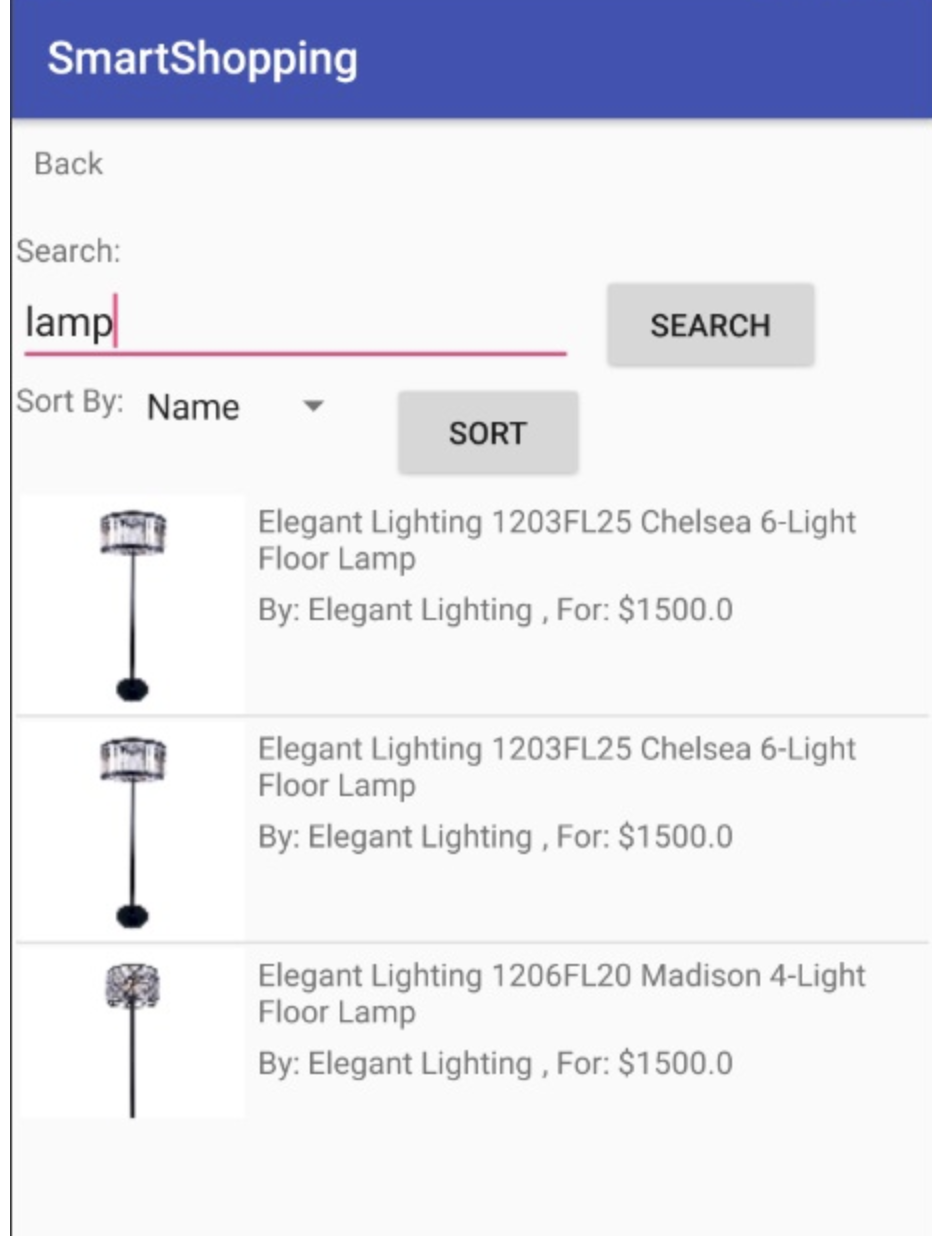 SmartShopping
Back
Search:
lamp
SEARCH
Sort By: Name
SORT
Elegant Lighting 1203FL25 Chelsea 6-Light
Floor Lamp
By: Elegant Lighting , For: $1500.0
Elegant Lighting 1203FL25 Chelsea 6-Light
Floor Lamp
By: Elegant Lighting , For: $1500.0
Elegant Lighting 1206FL20 Madison 4-Light
Floor Lamp
By: Elegant Lighting , For: $1500.0